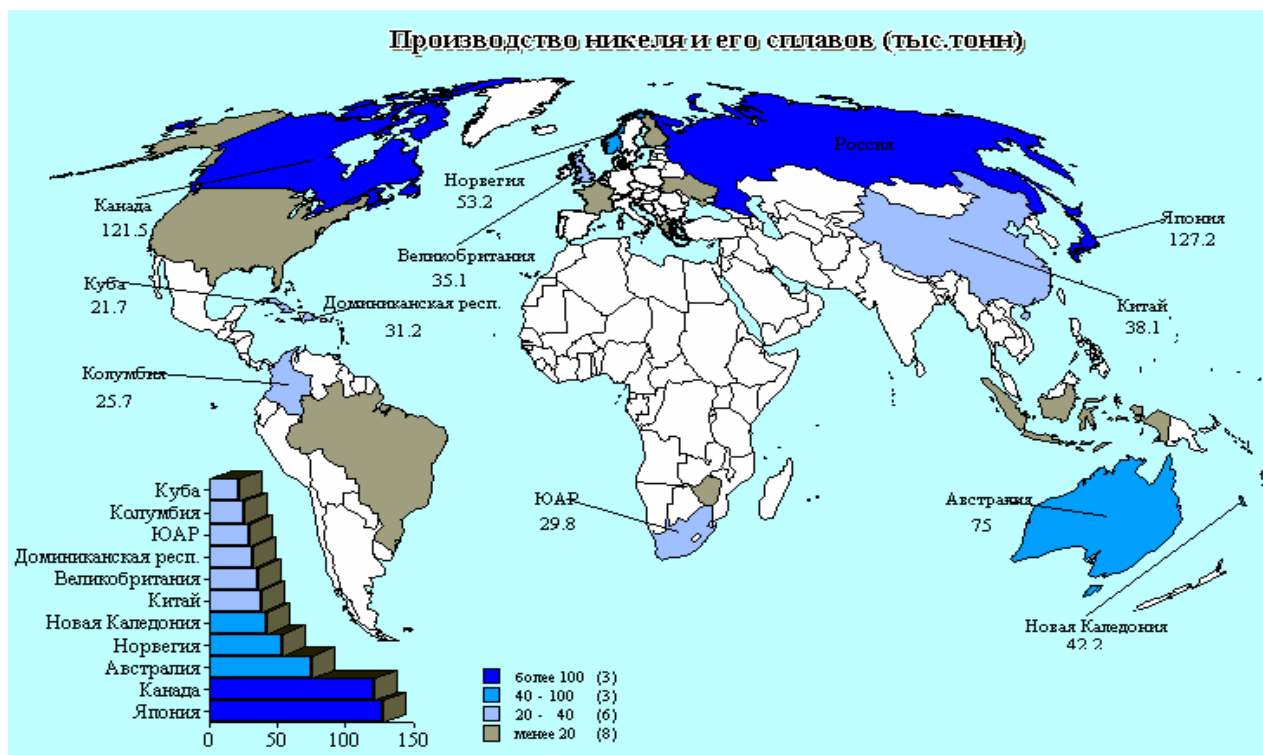 Производство никеля и его сплавов (тыс.тонн)
Россия
Норвегия
53.2
Канада
121.5
Япония
127.2
Великобритания
35.1
Куба
21.7
Доминиканская респ.
31.2
Китай
38.1
Колумбия
25.7
ЮАР
29.8
Австралия
75
Новая Каледония
42.2
Куба
Колумбия
ЮАР
Доминиканская респ.
Великобритания
Китай
Новая Каледония
Норвегия
Австралия
Канада
Япония
0 50 100 150
более 100 (3)
40 - 100 (3)
20 - 40 (6)
менее 20 (8)